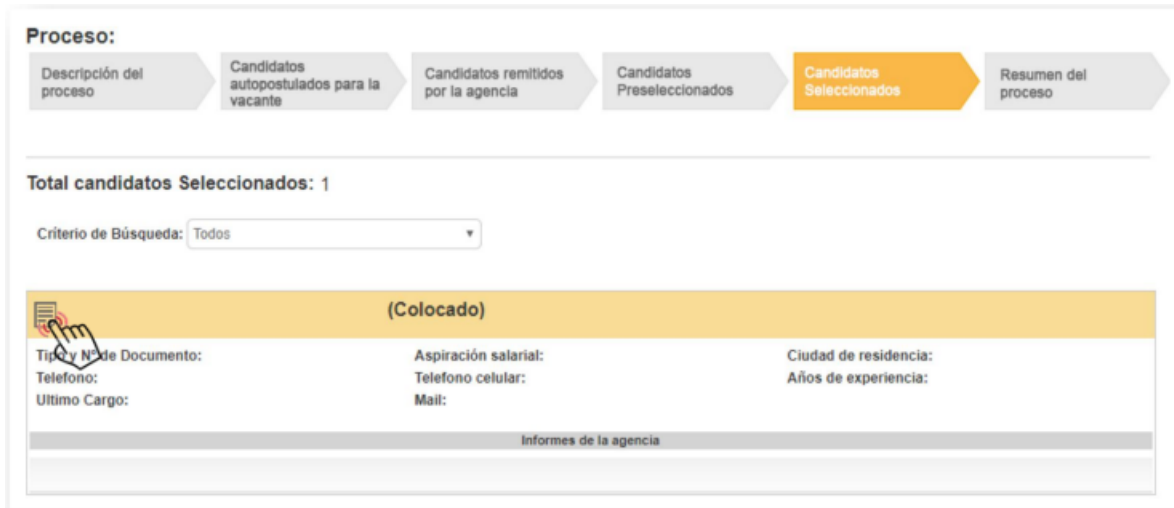 Proceso:
Descripción del
proceso
Candidatos
autopostulados para la
vacante
Candidatos remitidos
por la agencia
Candidatos
Preseleccionados
Candidatos
Seleccionados
Resumen del
proceso
Total candidatos Seleccionados: 1
Criterio de Búsqueda: Todos
(Colocado)
Tipo y Nº de Documento: Aspiración salarial: Ciudad de residencia:
Telefono: Telefono celular: Años de experiencia:
Ultimo Cargo: Mail:
Informes de la agencia